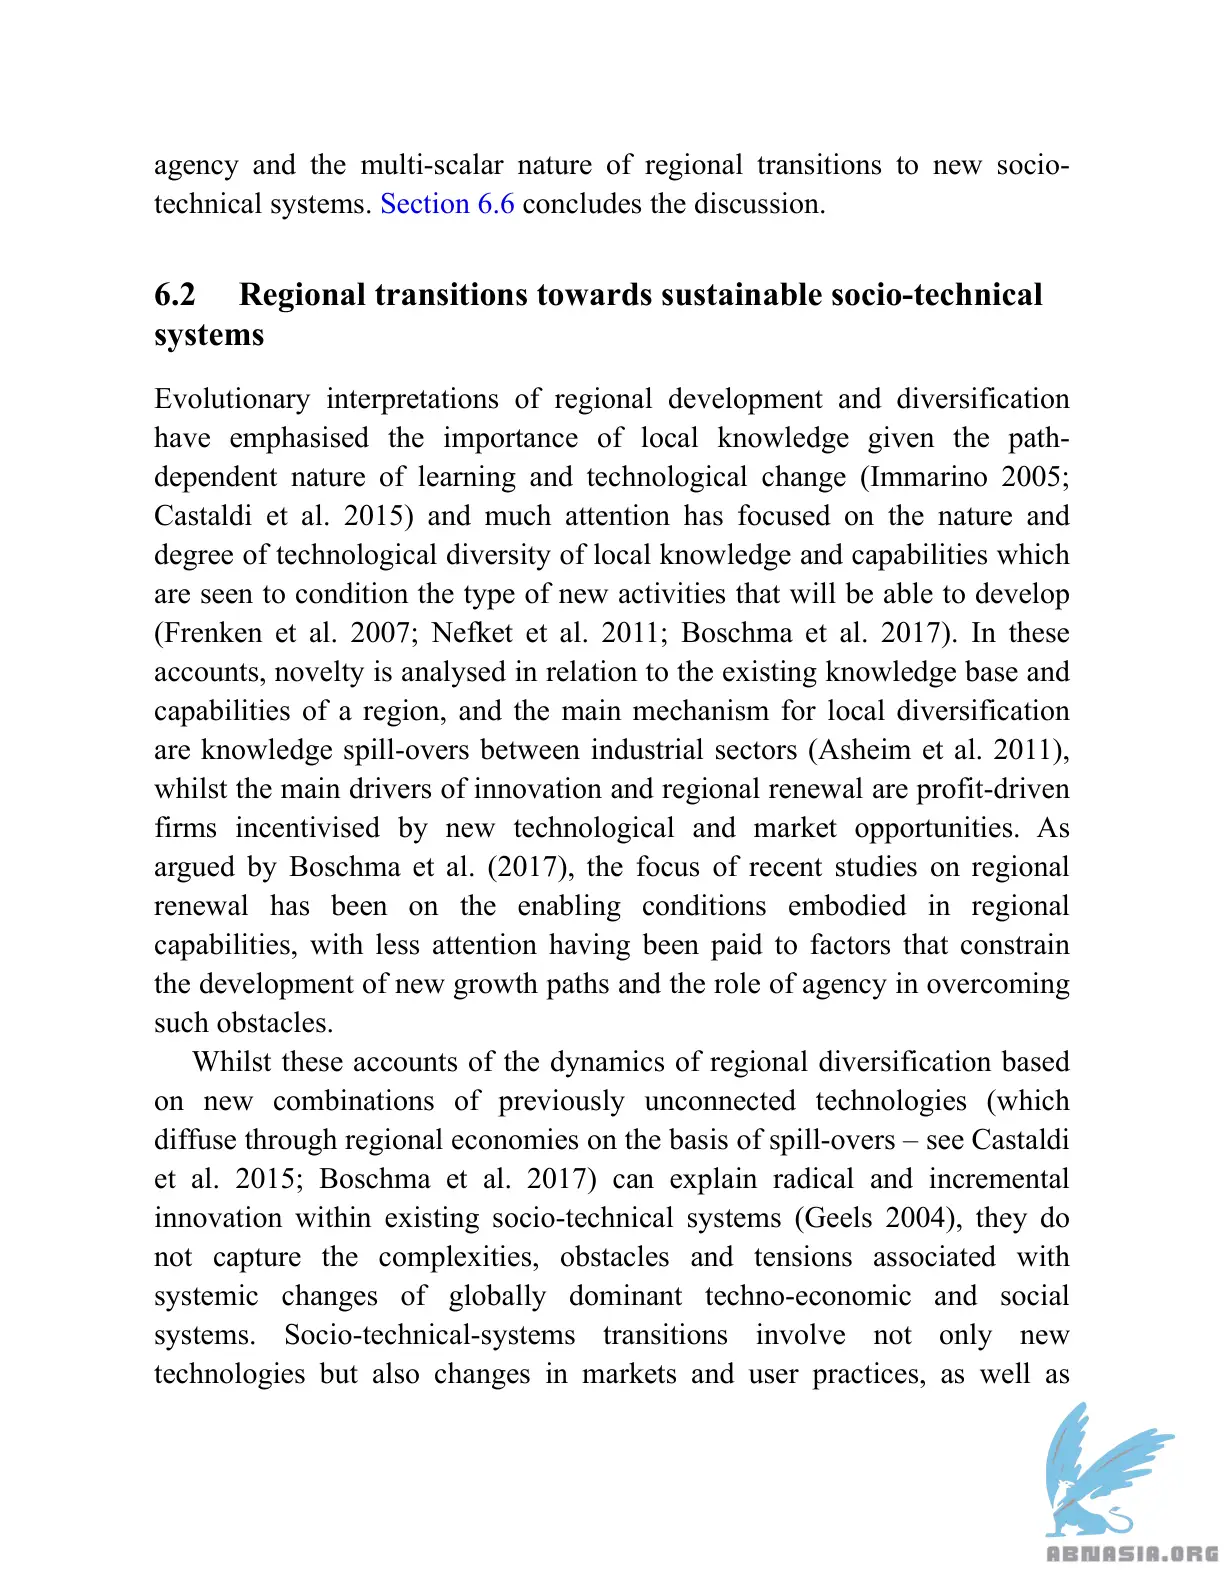 agency and the multi-scalar nature of regional transitions to new socio-
technical systems. Section 6.6 concludes the discussion.
6.2 Regional transitions towards sustainable socio-technical
systems
Evolutionary interpretations of regional development and diversification
have emphasised the importance of local knowledge given the path-
dependent nature of learning and technological change (Immarino 2005;
Castaldi et al. 2015) and much attention has focused on the nature and
degree of technological diversity of local knowledge and capabilities which
are seen to condition the type of new activities that will be able to develop
(Frenken et al. 2007; Nefket et al. 2011; Boschma et al. 2017). In these
accounts, novelty is analysed in relation to the existing knowledge base and
capabilities of a region, and the main mechanism for local diversification
are knowledge spill-overs between industrial sectors (Asheim et al. 2011),
whilst the main drivers of innovation and regional renewal are profit-driven
firms incentivised by new technological and market opportunities. As
argued by Boschma et al. (2017), the focus of recent studies on regional
renewal has been on the enabling conditions embodied in regional
capabilities, with less attention having been paid to factors that constrain
the development of new growth paths and the role of agency in overcoming
such obstacles.
Whilst these accounts of the dynamics of regional diversification based
on new combinations of previously unconnected technologies (which
diffuse through regional economies on the basis of spill-overs – see Castaldi
et al. 2015; Boschma et al. 2017) can explain radical and incremental
innovation within existing socio-technical systems (Geels 2004), they do
not capture the complexities, obstacles and tensions associated with
systemic changes of globally dominant techno-economic and social
systems. Socio-technical-systems transitions involve not only new
technologies but also changes in markets and user practices, as well as
ABNASIA.ORG